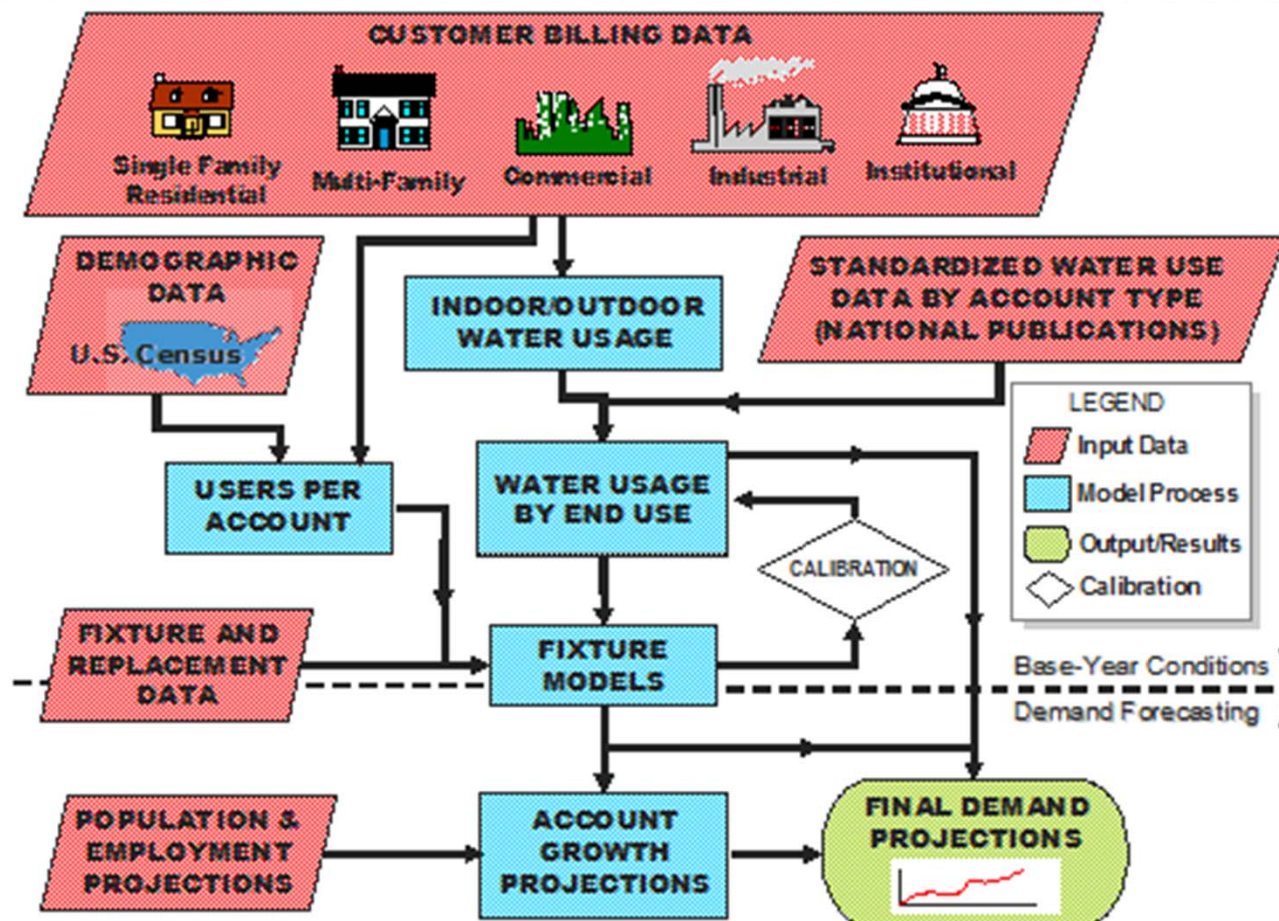 CUSTOMER BILLING DATA
Single Family
Residential
Multi-Family
Commercial
Industrial
Institutional
DEMOGRAPHIC
DATA
U.S. Census
INDOOR/OUTDOOR
WATER USAGE
STANDARDIZED WATER USE
DATA BY ACCOUNT TYPE
(NATIONAL PUBLICATIONS)
LEGEND
Input Data
Model Process
Output/Results
Calibration
USERS PER
ACCOUNT
WATER USAGE
BY END USE
CALIBRATION
FIXTURE AND
REPLACEMENT
DATA
FIXTURE
MODELS
Base-Year Conditions
Demand Forecasting
POPULATION &
EMPLOYMENT
PROJECTIONS
ACCOUNT
GROWTH
PROJECTIONS
FINAL DEMAND
PROJECTIONS